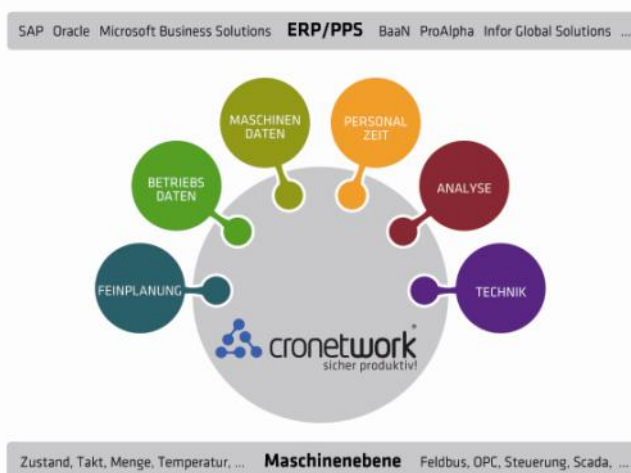 SAP Oracle Microsoft Business Solutions ERP/PPS BaaN ProAlpha Infor Global Solutions ...
MASCHINEN
DATEN
PERSONAL
ZEIT
BETRIEBS
DATEN
ANALYSE
FEINPLANUNG
TECHNIK
cronetwork®
sicher produktiv!
Zustand, Takt, Menge, Temperatur, ... Maschinenebene Feldbus, OPC, Steuerung, Scada, ...